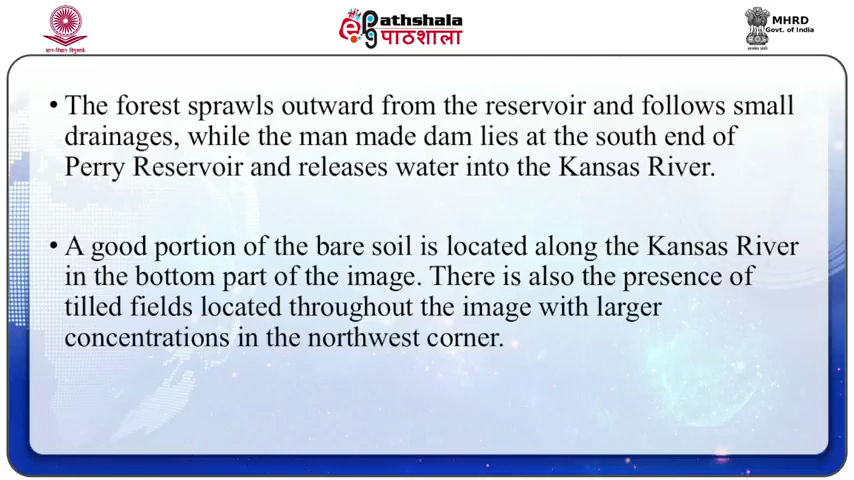 ज्ञान-विज्ञान विमुक्तये
ePathshala
पाठशाला
MHRD
Govt. of India
• The forest sprawls outward from the reservoir and follows small
drainages, while the man made dam lies at the south end of
Perry Reservoir and releases water into the Kansas River.
• A good portion of the bare soil is located along the Kansas River
in the bottom part of the image. There is also the presence of
tilled fields located throughout the image with larger
concentrations in the northwest corner.